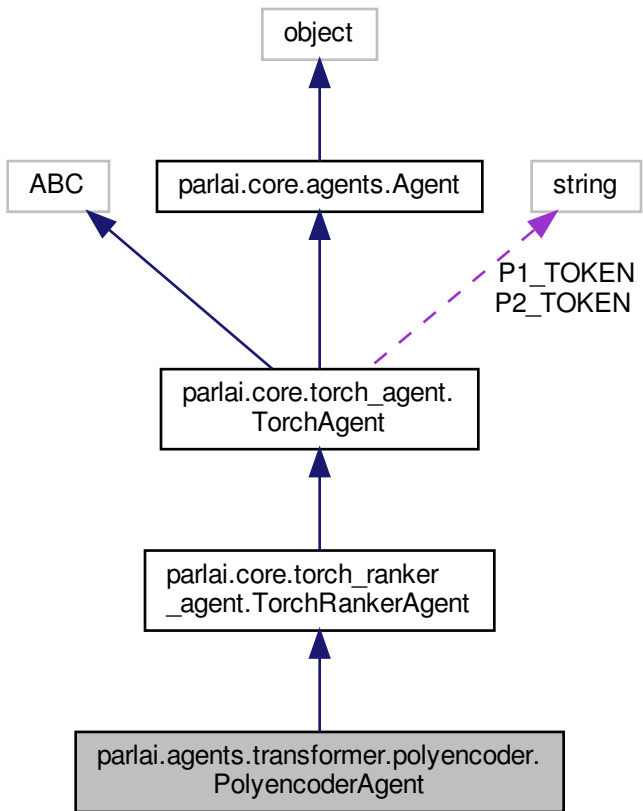 object
ABC
parlai.core.agents.Agent
string
P1_TOKEN
P2_TOKEN
parlai.core.torch_agent.
TorchAgent
parlai.core.torch_ranker
_agent.TorchRankerAgent
parlai.agents.transformer.polyencoder.
PolyencoderAgent